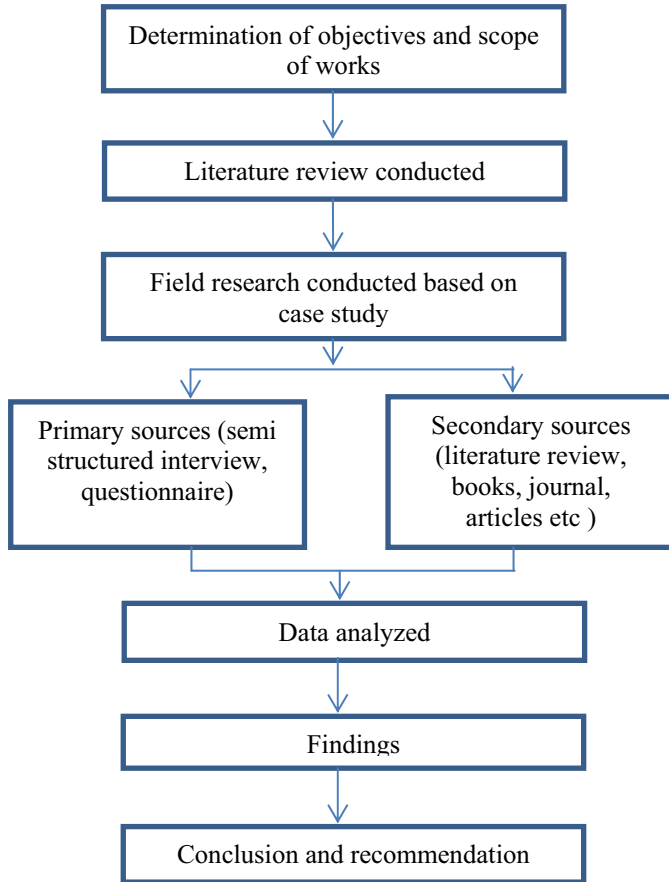 Determination of objectives and scope
of works
Literature review conducted
Field research conducted based on
case study
Primary sources (semi
structured interview,
questionnaire)
Secondary sources
(literature review,
books, journal,
articles etc )
Data analyzed
Findings
Conclusion and recommendation